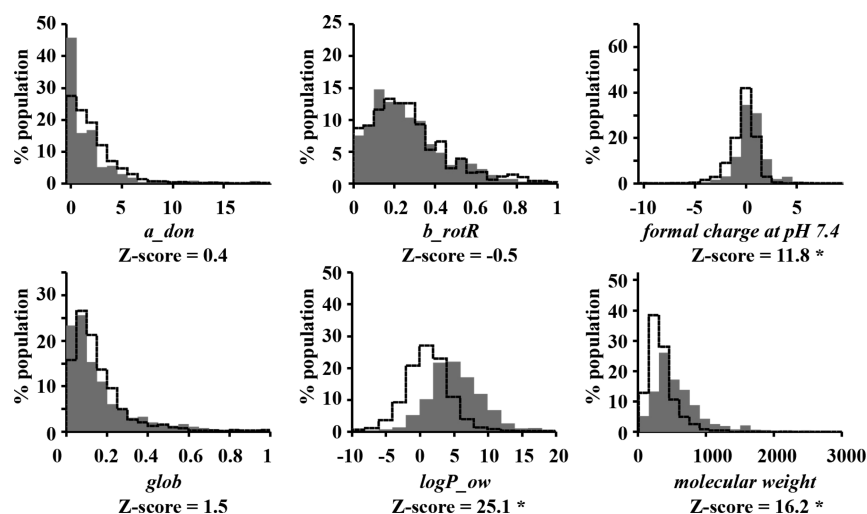 % population
50
40
30
20
10
0
0 5 10 15
a_don
Z-score = 0.4
% population
25
20
15
10
5
0
0 0.2 0.4 0.6 0.8 1
b_rotR
Z-score = -0.5
% population
60
40
20
0
-10 -5 0 5
formal charge at pH 7.4
Z-score = 11.8 *
% population
30
20
10
0
0 0.2 0.4 0.6 0.8 1
glob
Z-score = 1.5
% population
40
30
20
10
0
-10 -5 0 5 10 15 20
logP_ow
Z-score = 25.1 *
% population
50
40
30
20
10
0
0 1000 2000 3000
molecular weight
Z-score = 16.2 *